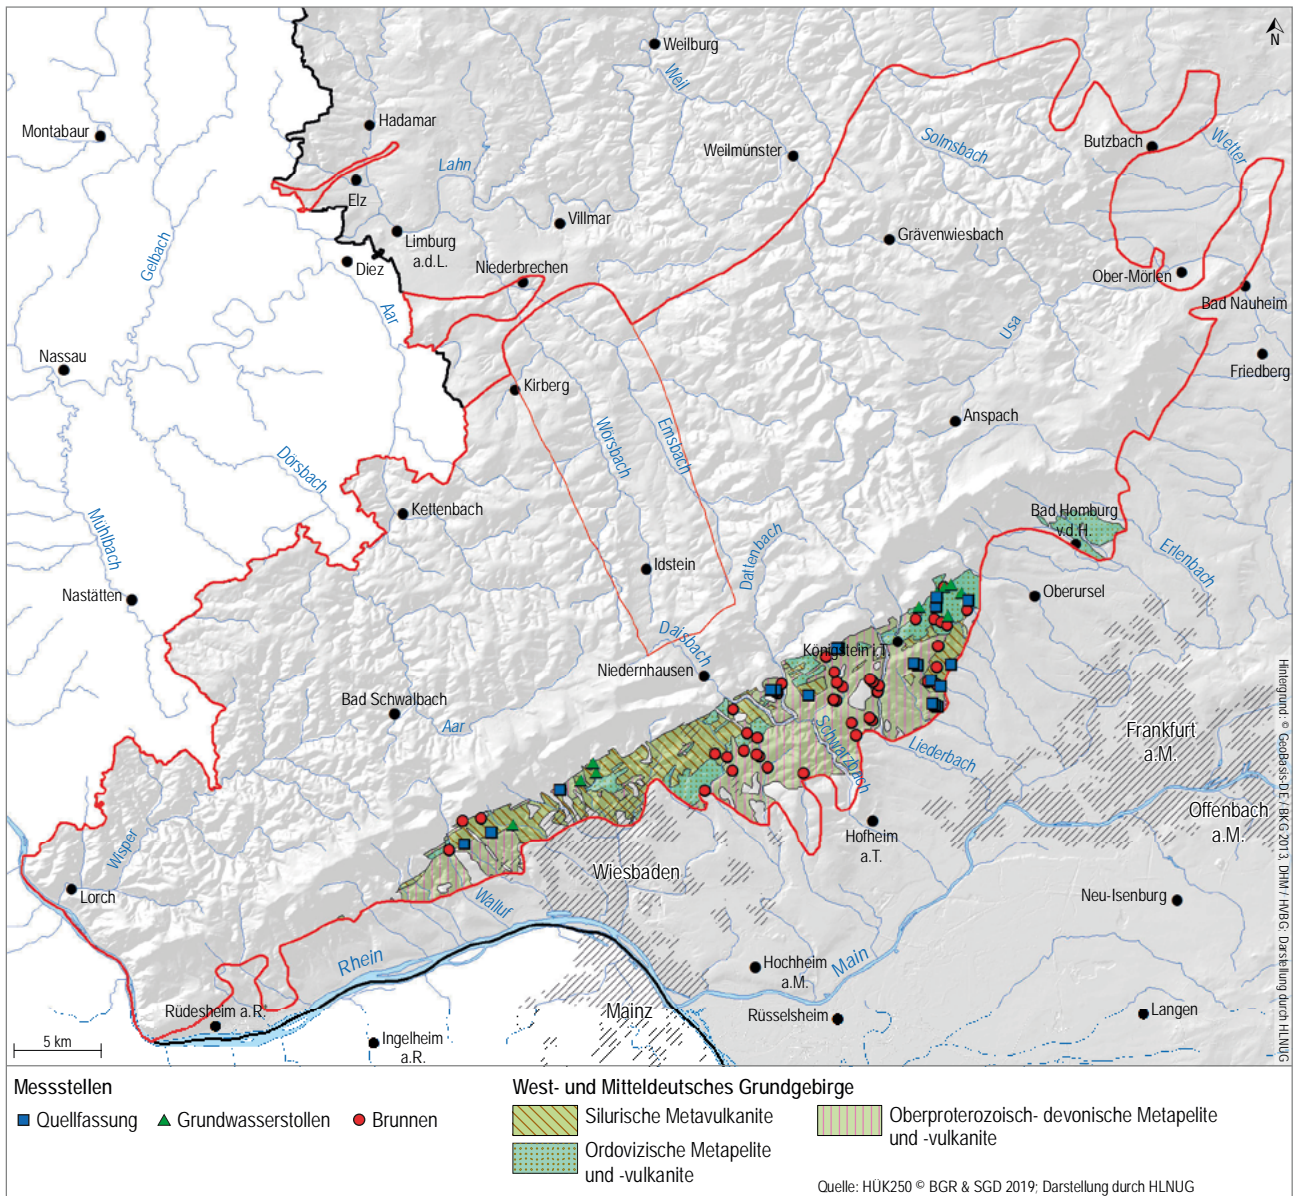 N
Weilburg
Weil
Hadamar
Montabaur
Lahn
Weilmünster
Solmsbach
Butzbach
Wetter
Elz
Villmar
Limburg
a.d.L.
Grävenwiesbach
Gelbach
Diez
Niederbrechen
Ober-Mörlen
Bad Nauheim
Aar
Usa
Nassau
Friedberg
Kirberg
Anspach
Wörsbach
Emsbach
Dörsbach
Kettenbach
Bad Homburg
v.d.H.
Mühlbach
Erlenbach
Dattenbach
Idstein
Nastätten
Oberursel
Daisbach
Königstein i.T.
Niedernhausen
Bad Schwalbach
Aar
Schwarzbach
Liederbach
Frankfurt
a.M.
Offenbach
a.M.
Hofheim
a.T.
Wisper
Wiesbaden
Lorch
Walluf
Neu-Isenburg
Rhein
Main
Hochheim
a.M.
Rüdesheim a.R.
Mainz
Rüsselsheim
Langen
Ingelheim
a.R.
5 km
Hintergrund: © GeoBasis-DE / BKG 2013, DHM / HVBG; Darstellung durch HLNUG
Messstellen
Quellfassung
Grundwasserstollen
Brunnen
West- und Mitteldeutsches Grundgebirge
Silurische Metavulkanite
Ordovizische Metapelite
und -vulkanite
Oberproterozoisch- devonische Metapelite
und -vulkanite
Quelle: HÜK250 © BGR & SGD 2019; Darstellung durch HLNUG